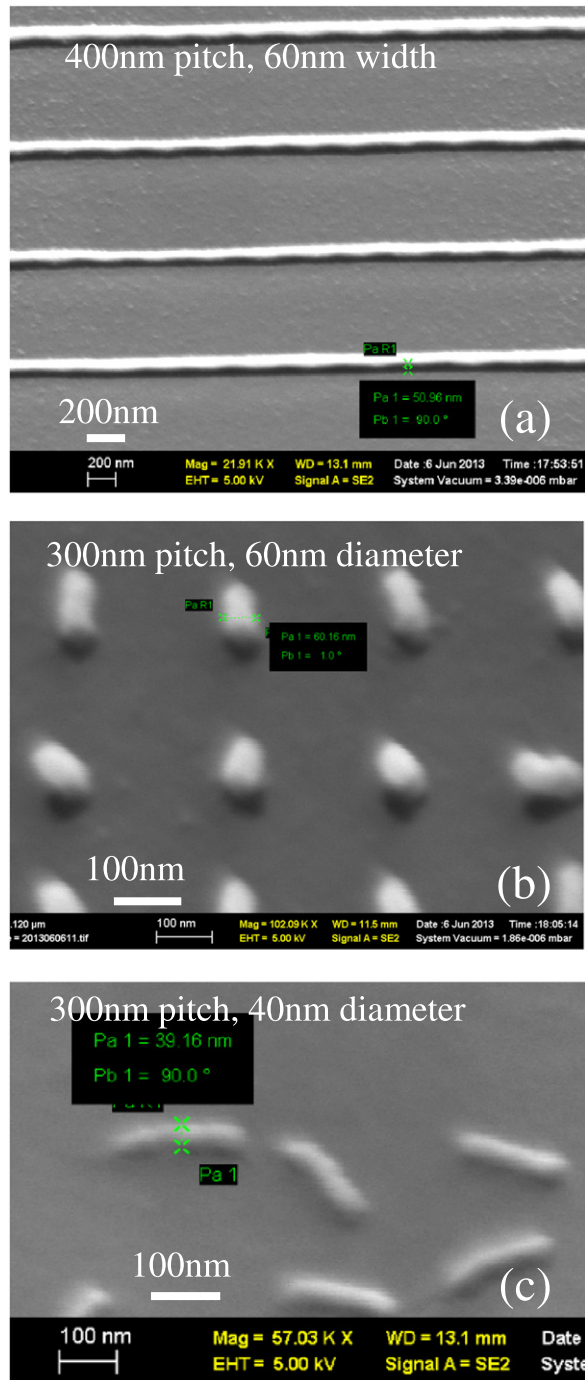 400nm pitch, 60nm width
Pa R1
Pa 1 = 50.96 nm
Pb 1 = 90.0 °
200nm
(a)
200 nm
Mag = 21.91 K X
WD = 13.1 mm
Date :6 Jun 2013
Time :17:53:51
EHT = 5.00 kV
Signal A = SE2
System Vacuum = 3.39e-006 mbar
300nm pitch, 60nm diameter
Pa R1
Pa 1 = 60.16 nm
Pb 1 = 1.0 °
100nm
(b)
.120 µm
100 nm
Mag = 102.09 K X
WD = 11.5 mm
Date :6 Jun 2013
Time :18:05:14
= 2013060611.tif
EHT = 5.00 kV
Signal A = SE2
System Vacuum = 1.86e-006 mbar
300nm pitch, 40nm diameter
Pa 1 = 39.16 nm
Pb 1 = 90.0 °
Pa 1
100nm
(c)
100 nm
Mag = 57.03 K X
WD = 13.1 mm
Date
EHT = 5.00 kV
Signal A = SE2
Syste